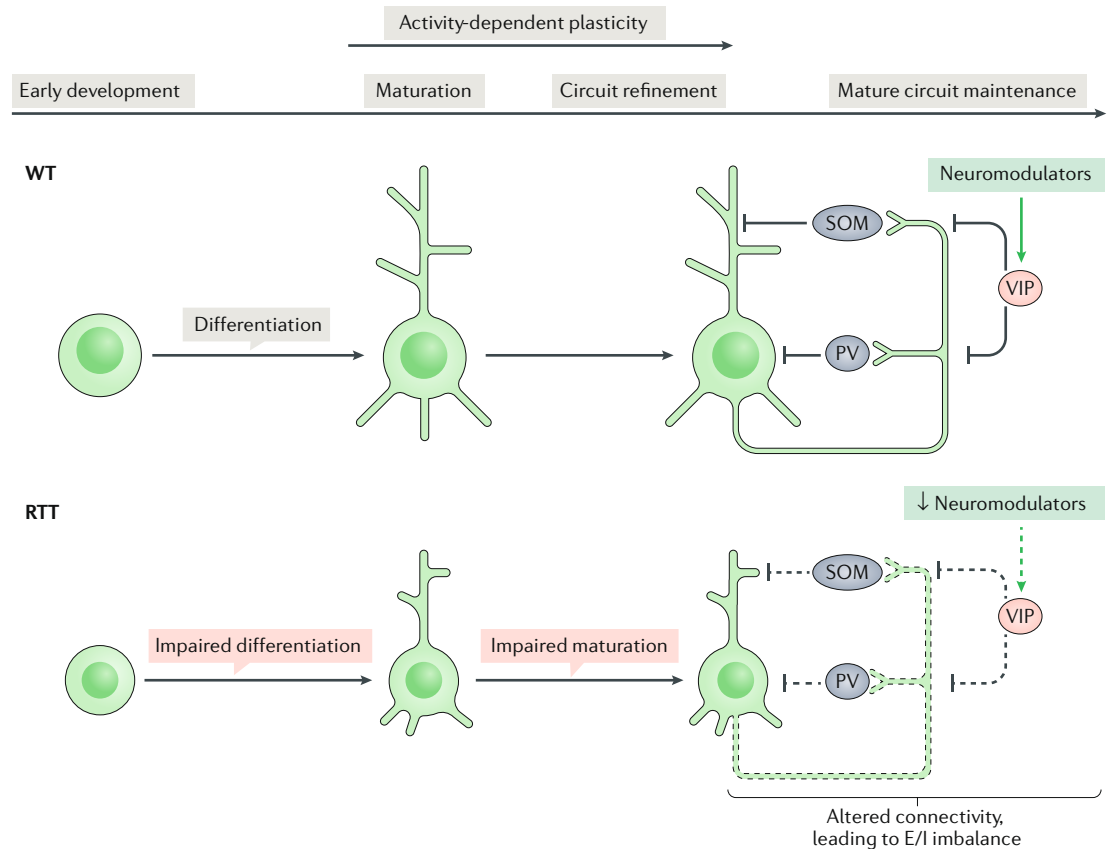 Activity-dependent plasticity
Early development
Maturation
Circuit refinement
Mature circuit maintenance
WT
Neuromodulators
SOM
VIP
Differentiation
PV
RTT
↓ Neuromodulators
SOM
VIP
Impaired differentiation
Impaired maturation
PV
Altered connectivity,
leading to E/I imbalance